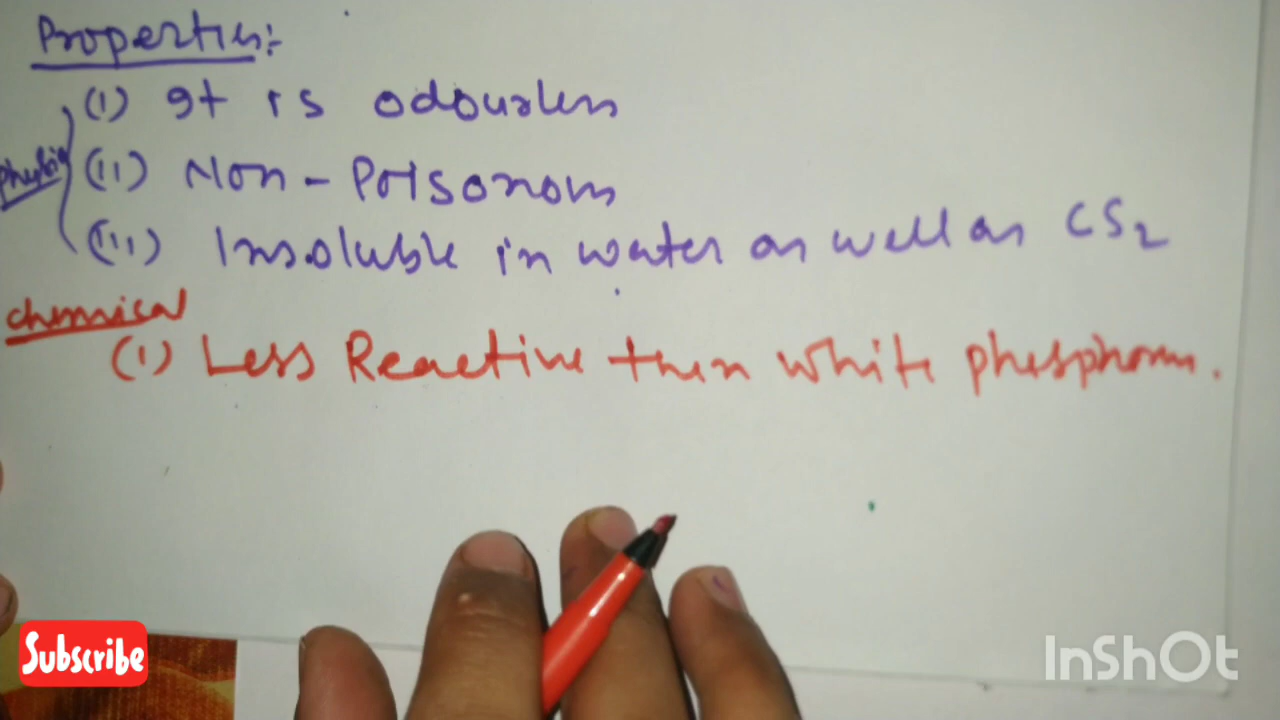 Properties:-
(i) It is odourless
Physical (ii) Non-Poisonous
(iii) Insoluble in water as well as CS2
Chemical
(i) Less Reactive then white phosphorus.
Subscribe
InShOt